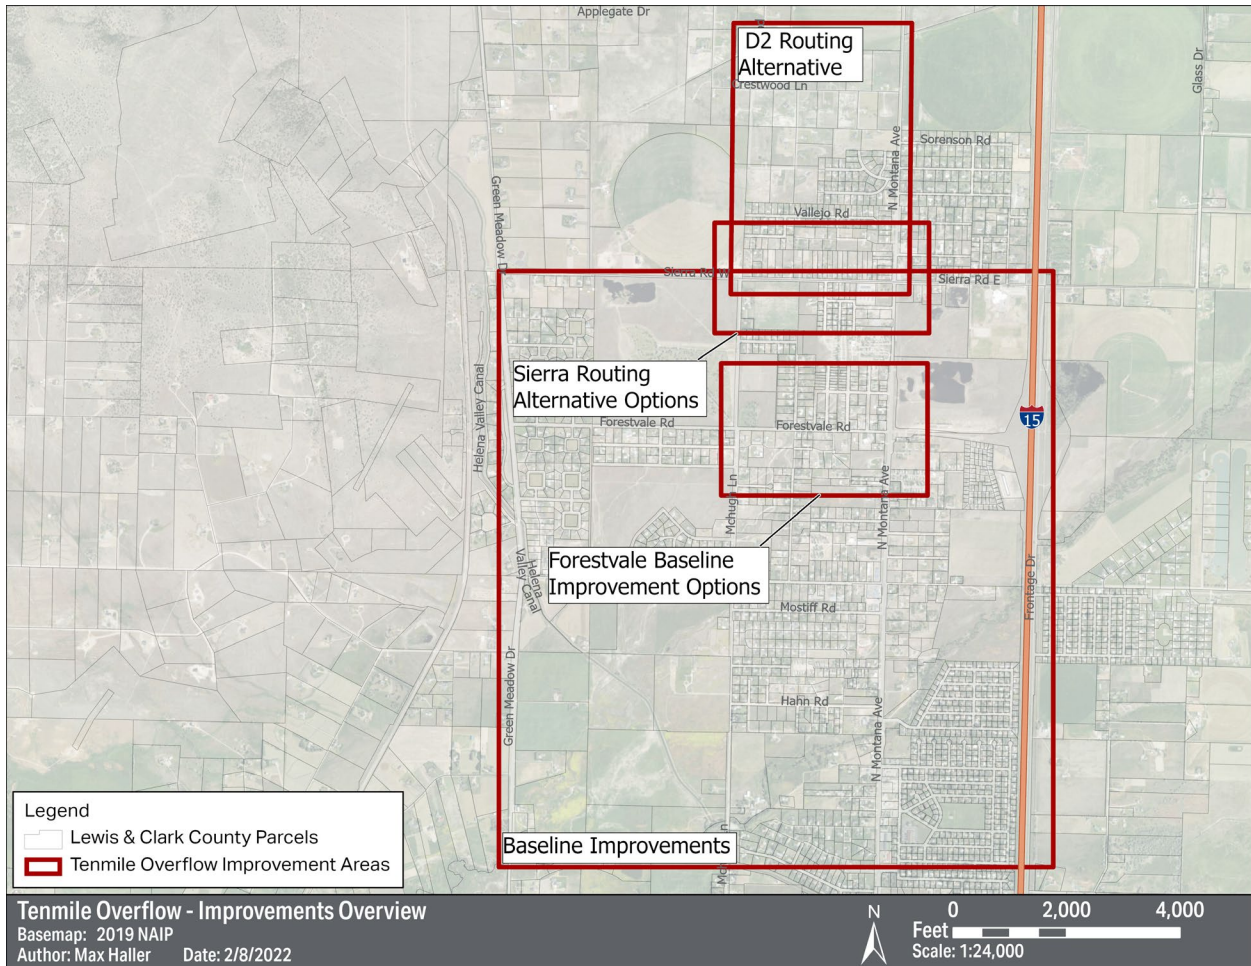 Applegate Dr
D2 Routing
Alternative
Crestwood Ln
Glass Dr
Sorenson Rd
N Montana Ave
Green Meadow Dr
Vallejo Rd
Sierra Rd W
Sierra Rd E
Sierra Routing
Alternative Options
Helena Valley Canal
Forestvale Rd
Forestvale Rd
15
Mchugh Ln
N Montana Ave
Forestvale Baseline
Improvement Options
Helena
Valley Canal
Mostiff Rd
Frontage Dr
Green Meadow Dr
Hahn Rd
N Montana Ave
Baseline Improvements
Legend
Lewis & Clark County Parcels
Tenmile Overflow Improvement Areas
Tenmile Overflow - Improvements Overview
Basemap: 2019 NAIP
Author: Max Haller Date: 2/8/2022
N
0 2,000 4,000
Feet
Scale: 1:24,000